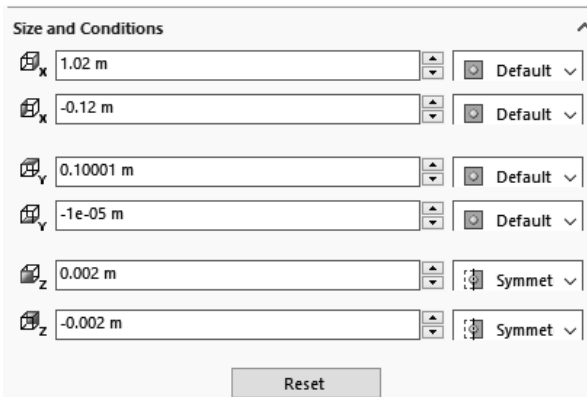 Size and Conditions
X 1.02 m Default
X -0.12 m Default
Y 0.10001 m Default
Y -1e-05 m Default
Z 0.002 m Symmet
Z -0.002 m Symmet
Reset